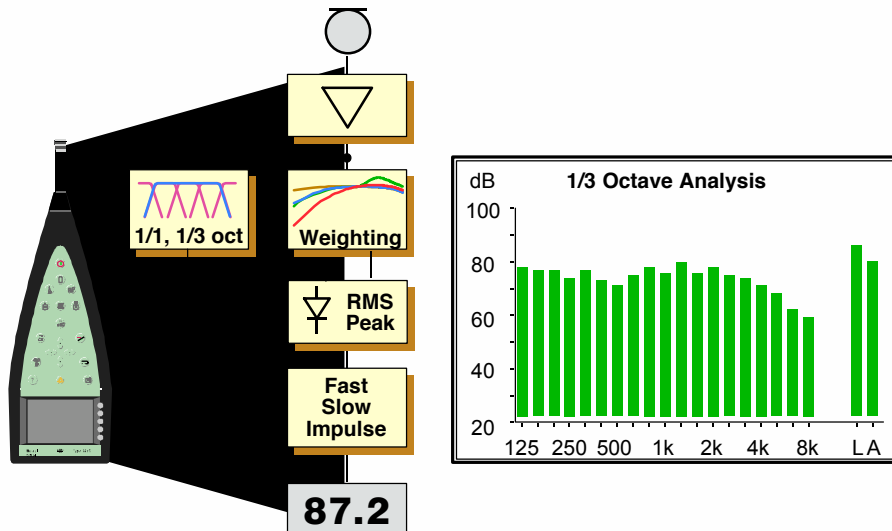 1/1, 1/3 oct
Weighting
RMS
Peak
Fast
Slow
Impulse
87.2
dB
1/3 Octave Analysis
100
80
60
40
20
125 250 500 1k 2k 4k 8k L A